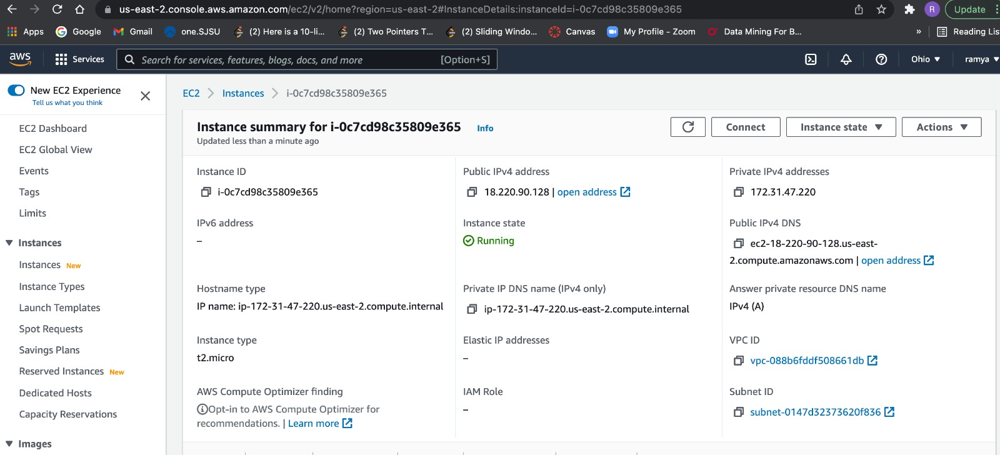 us-east-2.console.aws.amazon.com/ec2/v2/home?region=us-east-2#InstanceDetails:instanceId=i-0c7cd98c35809e365
R
Update
Apps
Google
Gmail
one.SJSU
(2) Here is a 10-li...
(2) Two Pointers T...
(2) Sliding Windo...
Canvas
My Profile - Zoom
Data Mining For B...
»
Reading Lis
aws
Services
Search for services, features, blogs, docs, and more
[Option+S]
Ohio
ramya
New EC2 Experience
Tell us what you think
EC2 Dashboard
EC2 Global View
Events
Tags
Limits
Instances
Instances New
Instance Types
Launch Templates
Spot Requests
Savings Plans
Reserved Instances New
Dedicated Hosts
Capacity Reservations
Images
EC2 > Instances > i-0c7cd98c35809e365
Instance summary for i-0c7cd98c35809e365 Info
Updated less than a minute ago
Connect
Instance state
Actions
Instance ID
i-0c7cd98c35809e365
Public IPv4 address
18.220.90.128 | open address
Private IPv4 addresses
172.31.47.220
IPv6 address
–
Instance state
Running
Public IPv4 DNS
ec2-18-220-90-128.us-east-
2.compute.amazonaws.com | open address
Hostname type
IP name: ip-172-31-47-220.us-east-2.compute.internal
Private IP DNS name (IPv4 only)
ip-172-31-47-220.us-east-2.compute.internal
Answer private resource DNS name
IPv4 (A)
Instance type
t2.micro
Elastic IP addresses
–
VPC ID
vpc-088b6fddf508661db
AWS Compute Optimizer finding
Opt-in to AWS Compute Optimizer for
recommendations. | Learn more
IAM Role
–
Subnet ID
subnet-0147d32373620f836